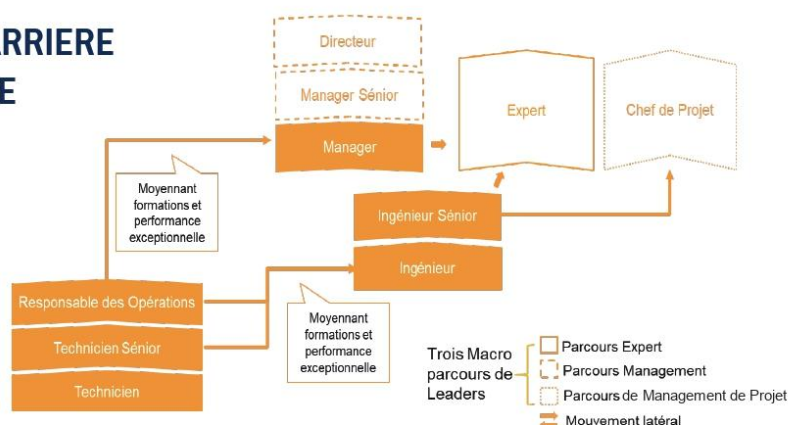 ARRIERE
E
Directeur
Manager Sénior
Manager
Expert
Chef de Projet
Moyennant
formations et
performance
exceptionnelle
Ingénieur Sénior
Ingénieur
Responsable des Opérations
Technicien Sénior
Technicien
Moyennant
formations et
performance
exceptionnelle
Trois Macro
parcours de
Leaders
Parcours Expert
Parcours Management
Parcours de Management de Projet
Mouvement latéral